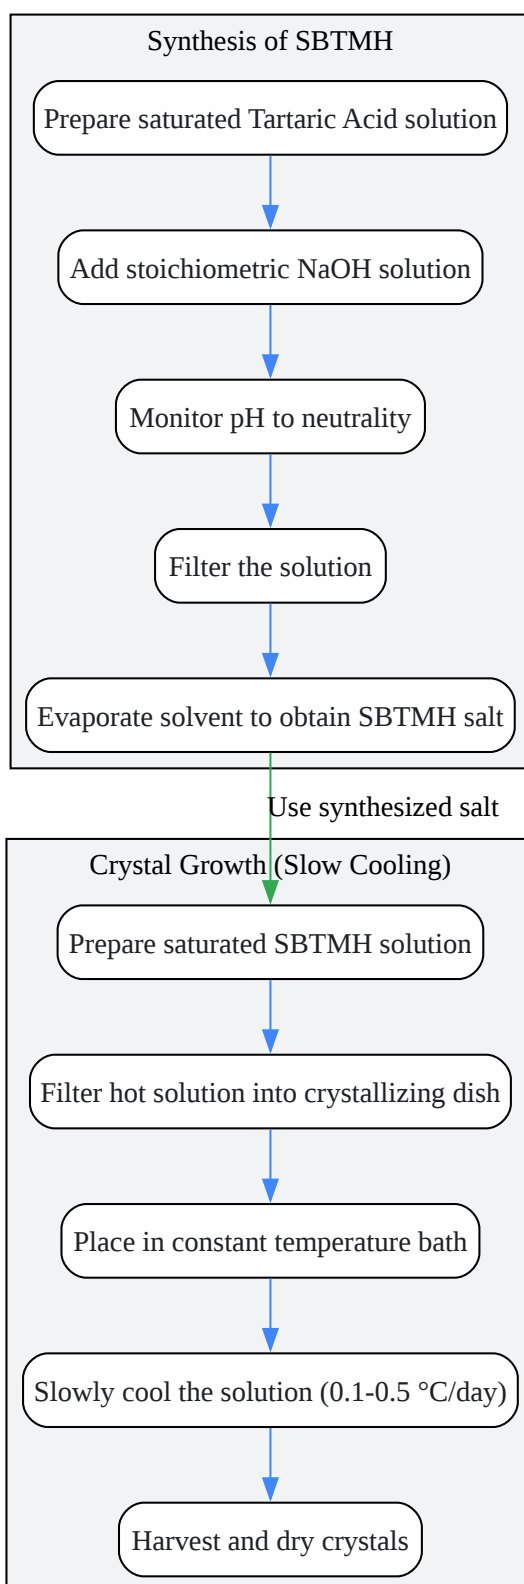 Synthesis of SBTMH
Prepare saturated Tartaric Acid solution
Add stoichiometric NaOH solution
Monitor pH to neutrality
Filter the solution
Evaporate solvent to obtain SBTMH salt
Use synthesized salt
Crystal Growth (Slow Cooling)
Prepare saturated SBTMH solution
Filter hot solution into crystallizing dish
Place in constant temperature bath
Slowly cool the solution (0.1-0.5 °C/day)
Harvest and dry crystals